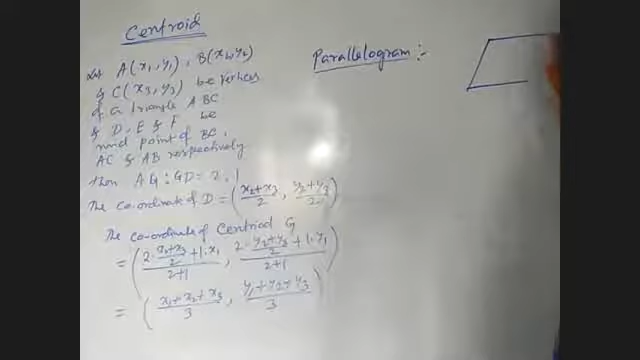 Centroid
Let A(x₁, y₁), B(x₂, y₂)
& C(x₃, y₃) be vertices
of a triangle ABC
& D, E & F be
mid point of BC,
AC & AB respectively
then AG : GD = 2 : 1
The co-ordinate of D = (x₂+x₃/2, y₂+y₃/2)
The co-ordinate of Centriod G
= (2·x₂+x₃/2 + 1·x₁/2+1, 2·y₂+y₃/2 + 1·y₁/2+1)
= (x₁+x₂+x₃/3, y₁+y₂+y₃/3)
Parallelogram :-